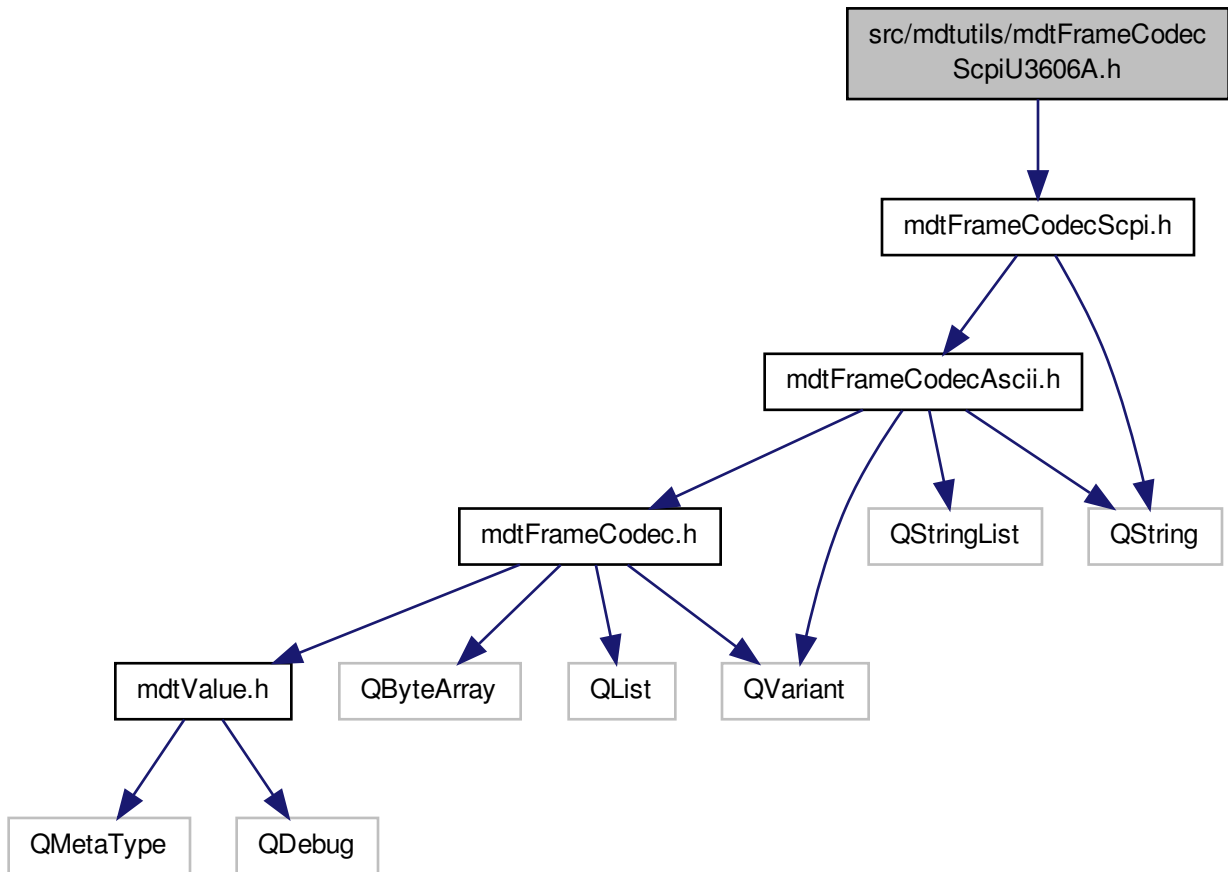 src/mdtutils/mdtFrameCodec
ScpiU3606A.h
mdtFrameCodecScpi.h
mdtFrameCodecAscii.h
mdtFrameCodec.h
QStringList
QString
mdtValue.h
QByteArray
QList
QVariant
QMetaType
QDebug